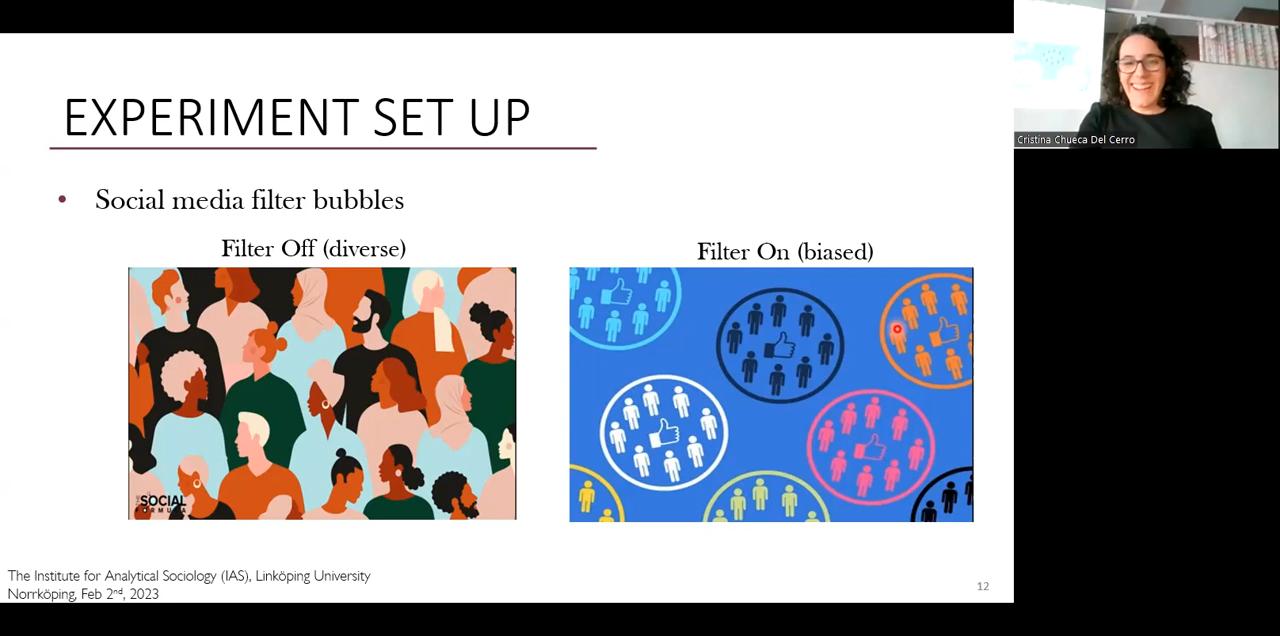 EXPERIMENT SET UP
• Social media filter bubbles
Filter Off (diverse)
Filter On (biased)
THE SOCIAL
FORMULA
The Institute for Analytical Sociology (IAS), Linköping University
Norrköping, Feb 2nd, 2023
12
Cristina Chueca Del Cerro